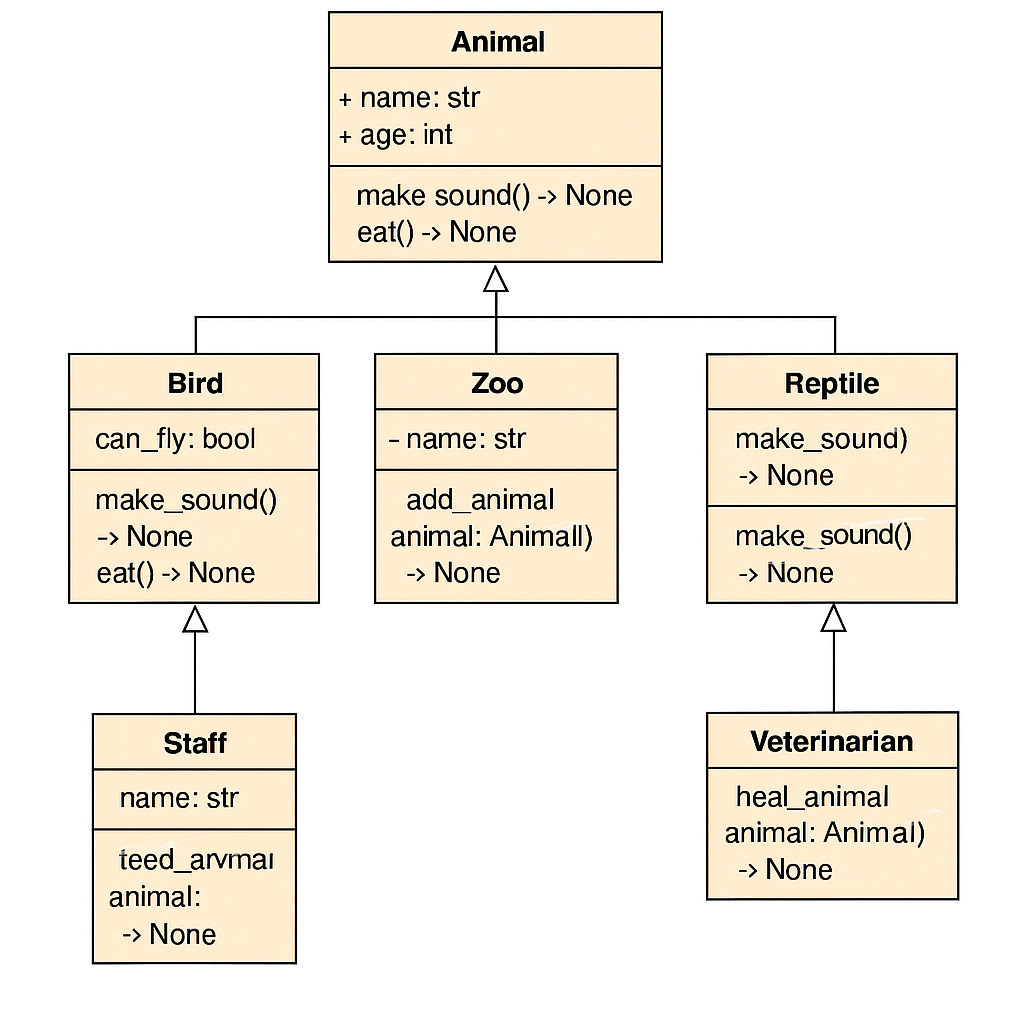 Animal
+ name: str
+ age: int
make sound() -> None
eat() -> None
Bird
can_fly: bool
make_sound()
-> None
eat() -> None
Zoo
- name: str
add_animal
animal: Animall)
-> None
Reptile
make_sound)
-> None
make_sound()
-> None
Staff
name: str
animal:
-> None
Veterinarian
heal_animal
animal: Animal)
-> None